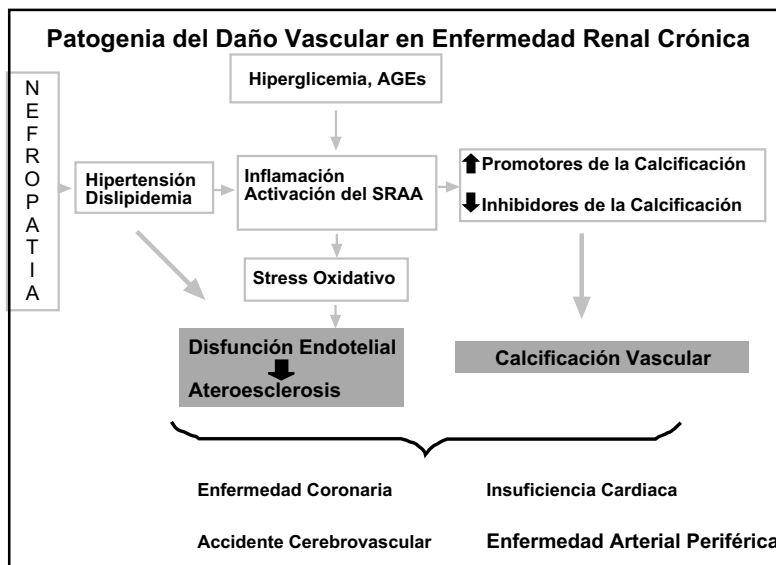 Patogenia del Daño Vascular en Enfermedad Renal Crónica
NEFROPATIA
Hiperglicemia, AGEs
Hipertensión
Dislipidemia
Inflamación
Activación del SRAA
Promotores de la Calcificación
Inhibidores de la Calcificación
Stress Oxidativo
Disfunción Endotelial
Ateroesclerosis
Calcificación Vascular
Enfermedad Coronaria
Insuficiencia Cardiaca
Accidente Cerebrovascular
Enfermedad Arterial Periférica